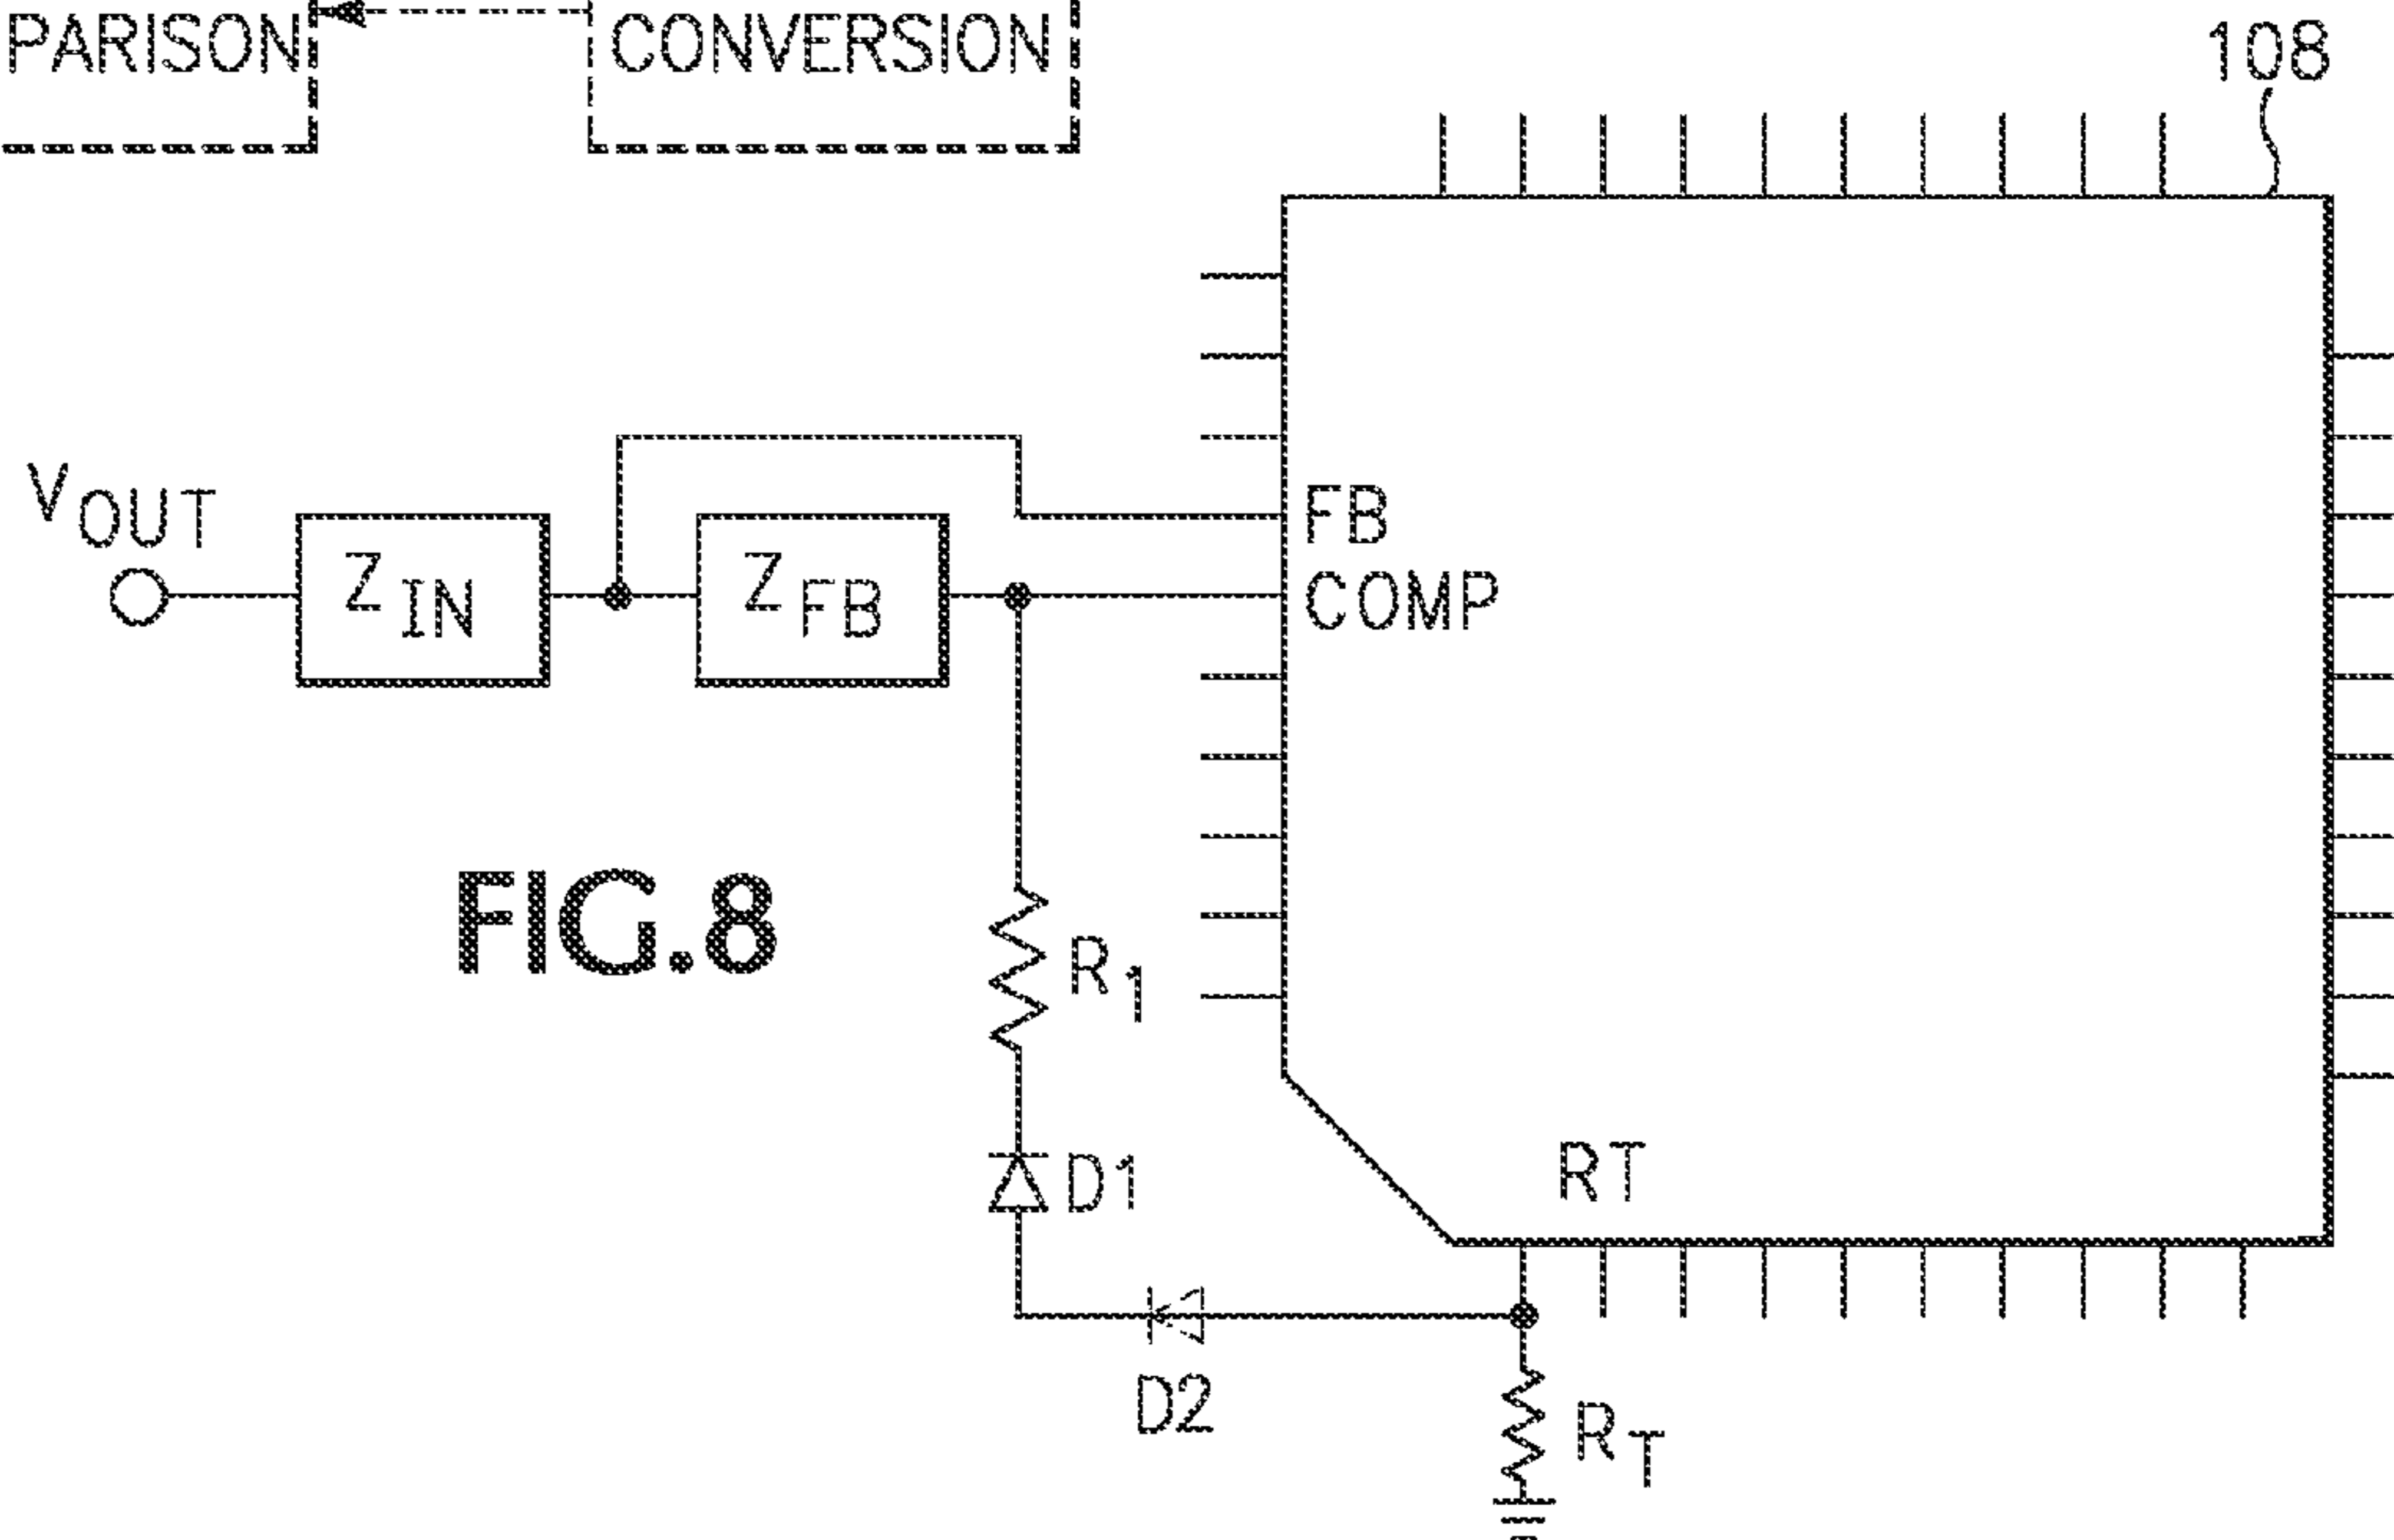 PARISON
CONVERSION
108
VOUT
ZIN
ZFB
FB
COMP
FIG.8
R1
D1
RT
D2
RT